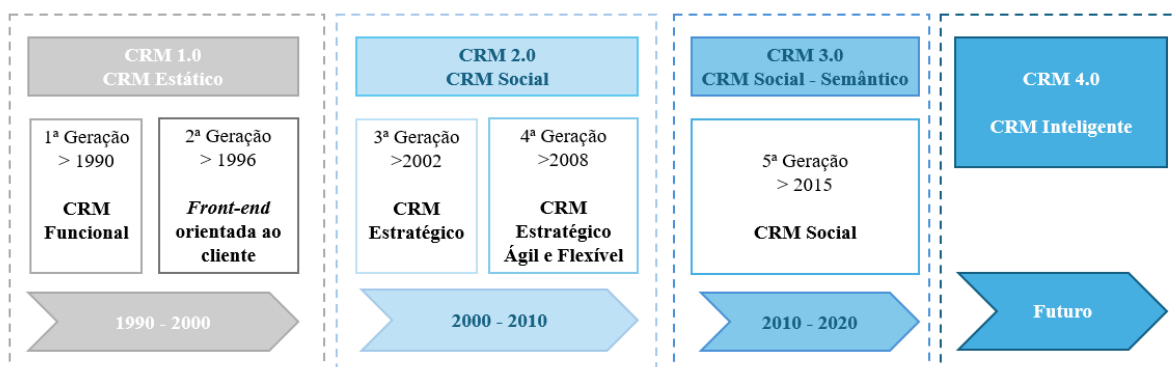 CRM 1.0
CRM Estático
1ª Geração
> 1990
CRM
Funcional
2ª Geração
> 1996
Front-end
orientada ao
cliente
1990 - 2000
CRM 2.0
CRM Social
3ª Geração
>2002
CRM
Estratégico
4ª Geração
>2008
CRM
Estratégico
Ágil e Flexível
2000 - 2010
CRM 3.0
CRM Social - Semântico
5ª Geração
> 2015
CRM Social
2010 - 2020
CRM 4.0
CRM Inteligente
Futuro